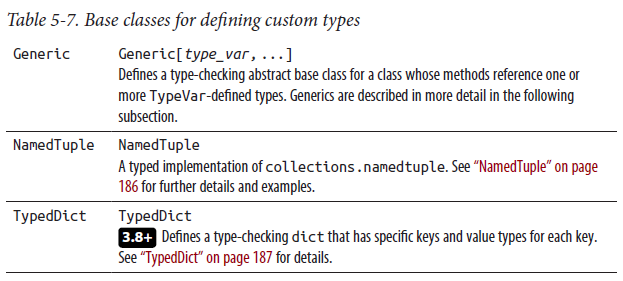 Table 5-7. Base classes for defining custom types
Generic Generic[type_var, ...]
Defines a type-checking abstract base class for a class whose methods reference one or
more TypeVar-defined types. Generics are described in more detail in the following
subsection.
NamedTuple NamedTuple
A typed implementation of collections.namedtuple. See “NamedTuple” on page
186 for further details and examples.
TypedDict TypedDict
3.8+ Defines a type-checking dict that has specific keys and value types for each key.
See “TypedDict” on page 187 for details.